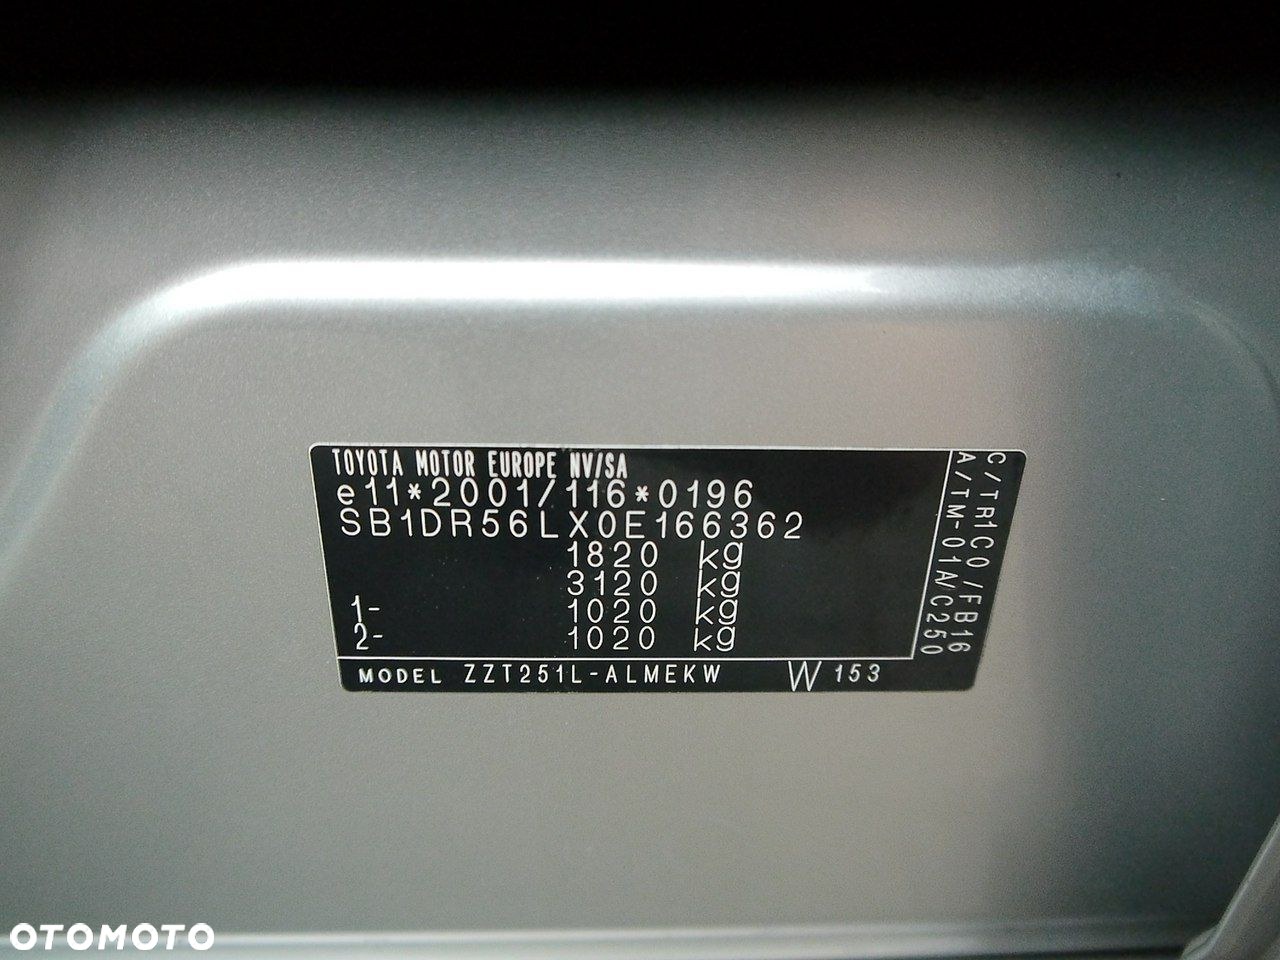 TOYOTA MOTOR EUROPE NV/SA
e11*2001/116*0196
SB1DR56LX0E166362
1820 kg
3120 kg
1- 1020 kg
2- 1020 kg
MODEL ZZT251L-ALMEKW W 153
C/TR1C0/FB16
A/TM-01A/C250
OTOMOTO